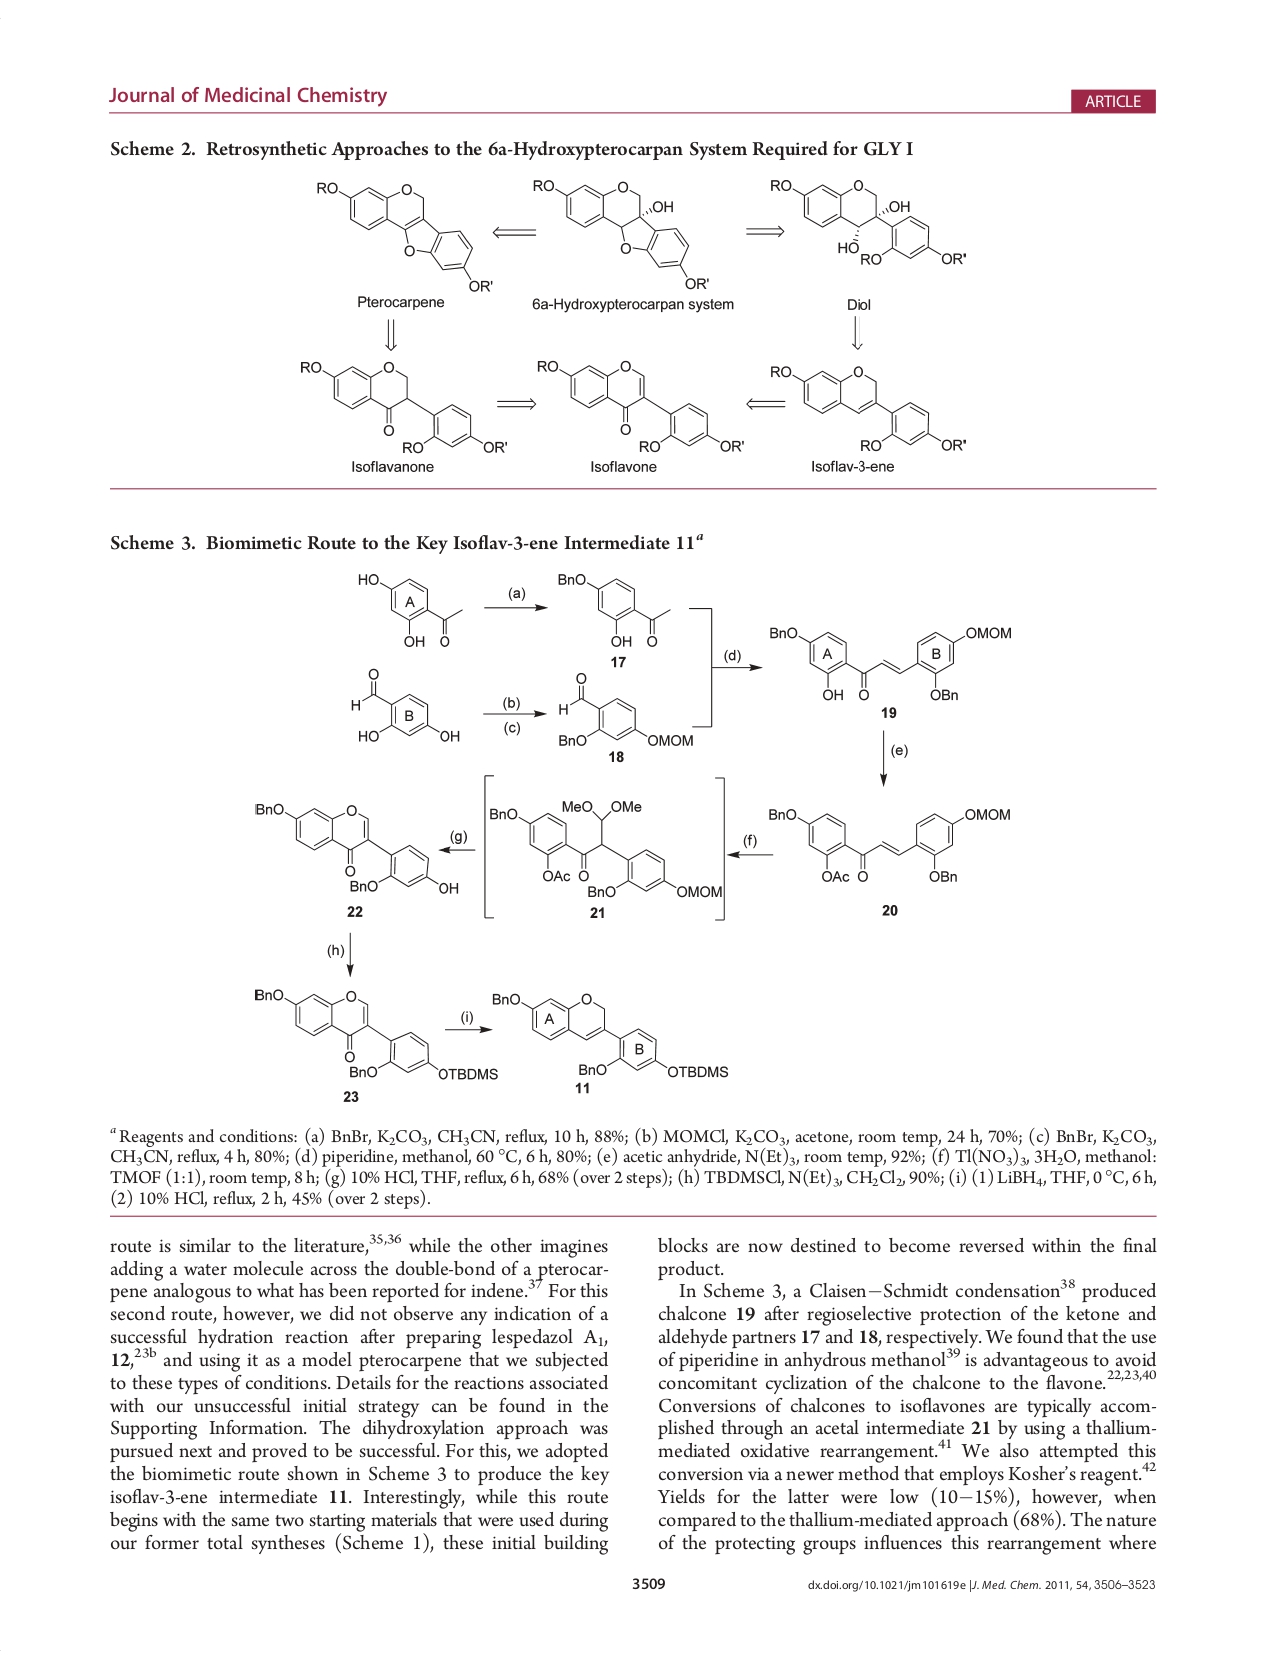 Journal of Medicinal Chemistry
ARTICLE
Scheme 2. Retrosynthetic Approaches to the 6a-Hydroxypterocarpan System Required for GLY I
RO O O OR'
Pterocarpene
RO O OH O OR'
6a-Hydroxypterocarpan system
RO O OH HO RO OR'
Diol
RO O O RO OR'
Isoflavanone
RO O O RO OR'
Isoflavone
RO O RO OR'
Isoflav-3-ene
Scheme 3. Biomimetic Route to the Key Isoflav-3-ene Intermediate 11a
HO A OH O
(a)
BnO OH O
17
O H B HO OH
(b)
(c)
O H BnO OMOM
18
(d)
BnO A OH O B OMOM OBn
19
(e)
BnO OAc O OMOM OBn
20
(f)
MeO OMe BnO OAc O BnO OMOM
21
(g)
BnO O O BnO OH
22
(h)
BnO O O BnO OTBDMS
23
(i)
BnO A O B BnO OTBDMS
11
a Reagents and conditions: (a) BnBr, K2CO3, CH3CN, reflux, 10 h, 88%; (b) MOMCl, K2CO3, acetone, room temp, 24 h, 70%; (c) BnBr, K2CO3,
CH3CN, reflux, 4 h, 80%; (d) piperidine, methanol, 60 °C, 6 h, 80%; (e) acetic anhydride, N(Et)3, room temp, 92%; (f) Tl(NO3)3, 3H2O, methanol:
TMOF (1:1), room temp, 8 h; (g) 10% HCl, THF, reflux, 6 h, 68% (over 2 steps); (h) TBDMSCl, N(Et)3, CH2Cl2, 90%; (i) (1) LiBH4, THF, 0 °C, 6 h,
(2) 10% HCl, reflux, 2 h, 45% (over 2 steps).
route is similar to the literature,35,36 while the other imagines
adding a water molecule across the double-bond of a pterocar-
pene analogous to what has been reported for indene.37 For this
second route, however, we did not observe any indication of a
successful hydration reaction after preparing lespedazol A1,
12,23b and using it as a model pterocarpene that we subjected
to these types of conditions. Details for the reactions associated
with our unsuccessful initial strategy can be found in the
Supporting Information. The dihydroxylation approach was
pursued next and proved to be successful. For this, we adopted
the biomimetic route shown in Scheme 3 to produce the key
isoflav-3-ene intermediate 11. Interestingly, while this route
begins with the same two starting materials that were used during
our former total syntheses (Scheme 1), these initial building
blocks are now destined to become reversed within the final
product.
In Scheme 3, a Claisen−Schmidt condensation38 produced
chalcone 19 after regioselective protection of the ketone and
aldehyde partners 17 and 18, respectively. We found that the use
of piperidine in anhydrous methanol39 is advantageous to avoid
concomitant cyclization of the chalcone to the flavone.22,23,40
Conversions of chalcones to isoflavones are typically accom-
plished through an acetal intermediate 21 by using a thallium-
mediated oxidative rearrangement.41 We also attempted this
conversion via a newer method that employs Kosher's reagent.42
Yields for the latter were low (10−15%), however, when
compared to the thallium-mediated approach (68%). The nature
of the protecting groups influences this rearrangement where
3509
dx.doi.org/10.1021/jm101619e |J. Med. Chem. 2011, 54, 3506–3523